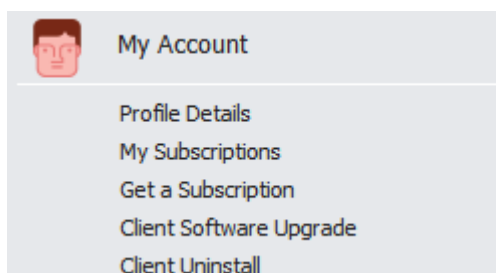 My Account
Profile Details
My Subscriptions
Get a Subscription
Client Software Upgrade
Client Uninstall